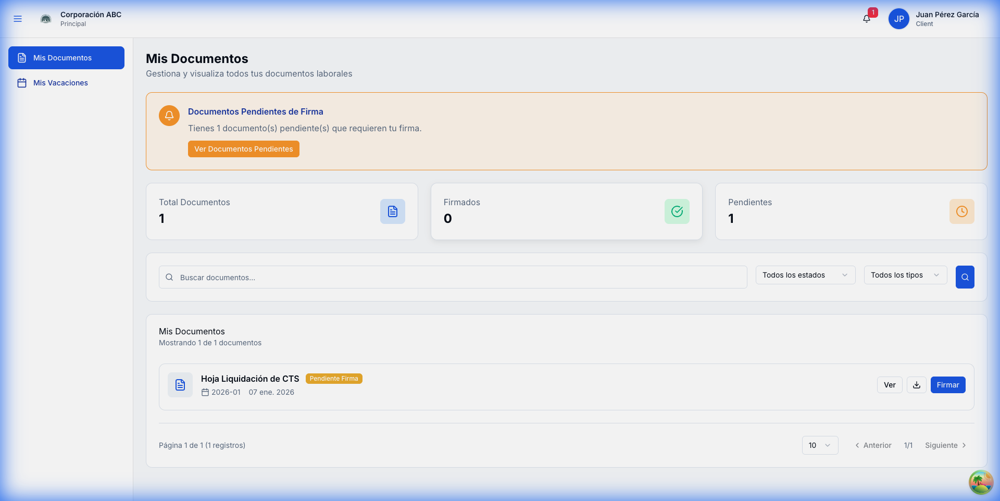 Corporación ABC
Principal
1
JP
Juan Pérez García
Client
Mis Documentos
Mis Vacaciones
Mis Documentos
Gestiona y visualiza todos tus documentos laborales
Documentos Pendientes de Firma
Tienes 1 documento(s) pendiente(s) que requieren tu firma.
Ver Documentos Pendientes
Total Documentos
1
Firmados
0
Pendientes
1
Buscar documentos...
Todos los estados
Todos los tipos
Mis Documentos
Mostrando 1 de 1 documentos
Hoja Liquidación de CTS
Pendiente Firma
2026-01 07 ene. 2026
Ver
Firmar
Página 1 de 1 (1 registros)
10
Anterior
1/1
Siguiente